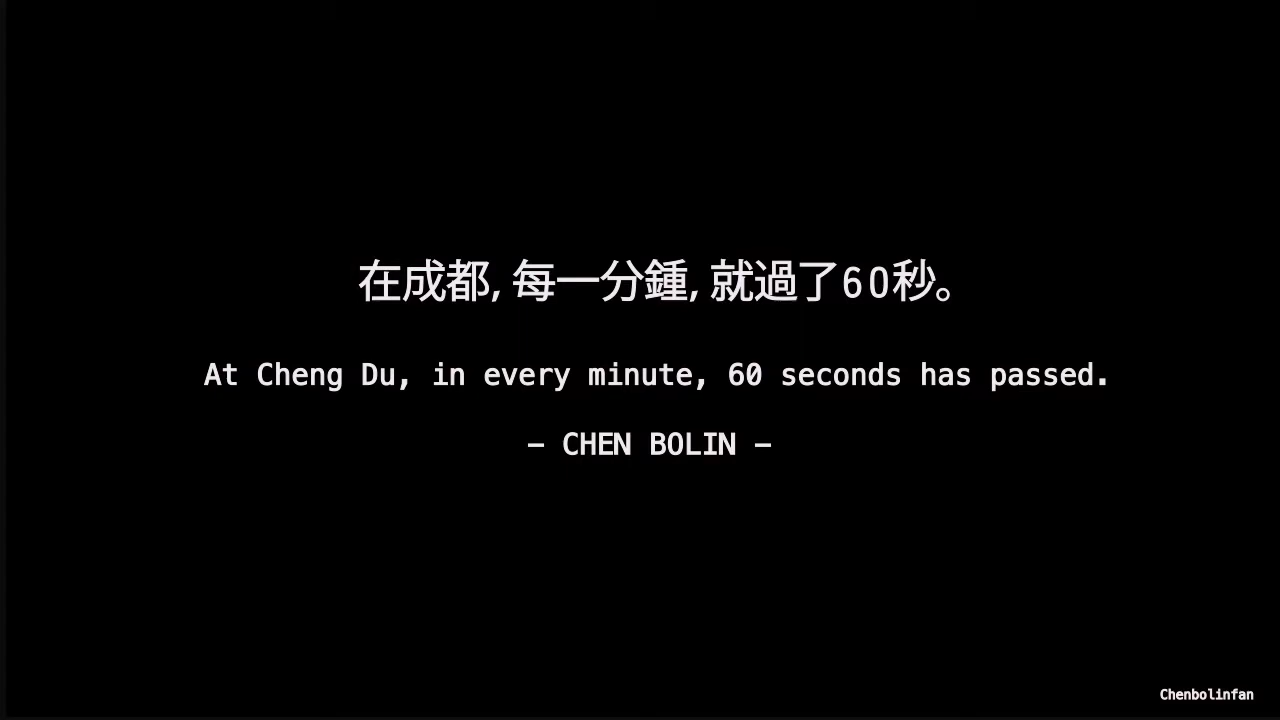 在成都, 每一分鍾, 就過了60秒。
At Cheng Du, in every minute, 60 seconds has passed.
- CHEN BOLIN -
Chenbolinfan